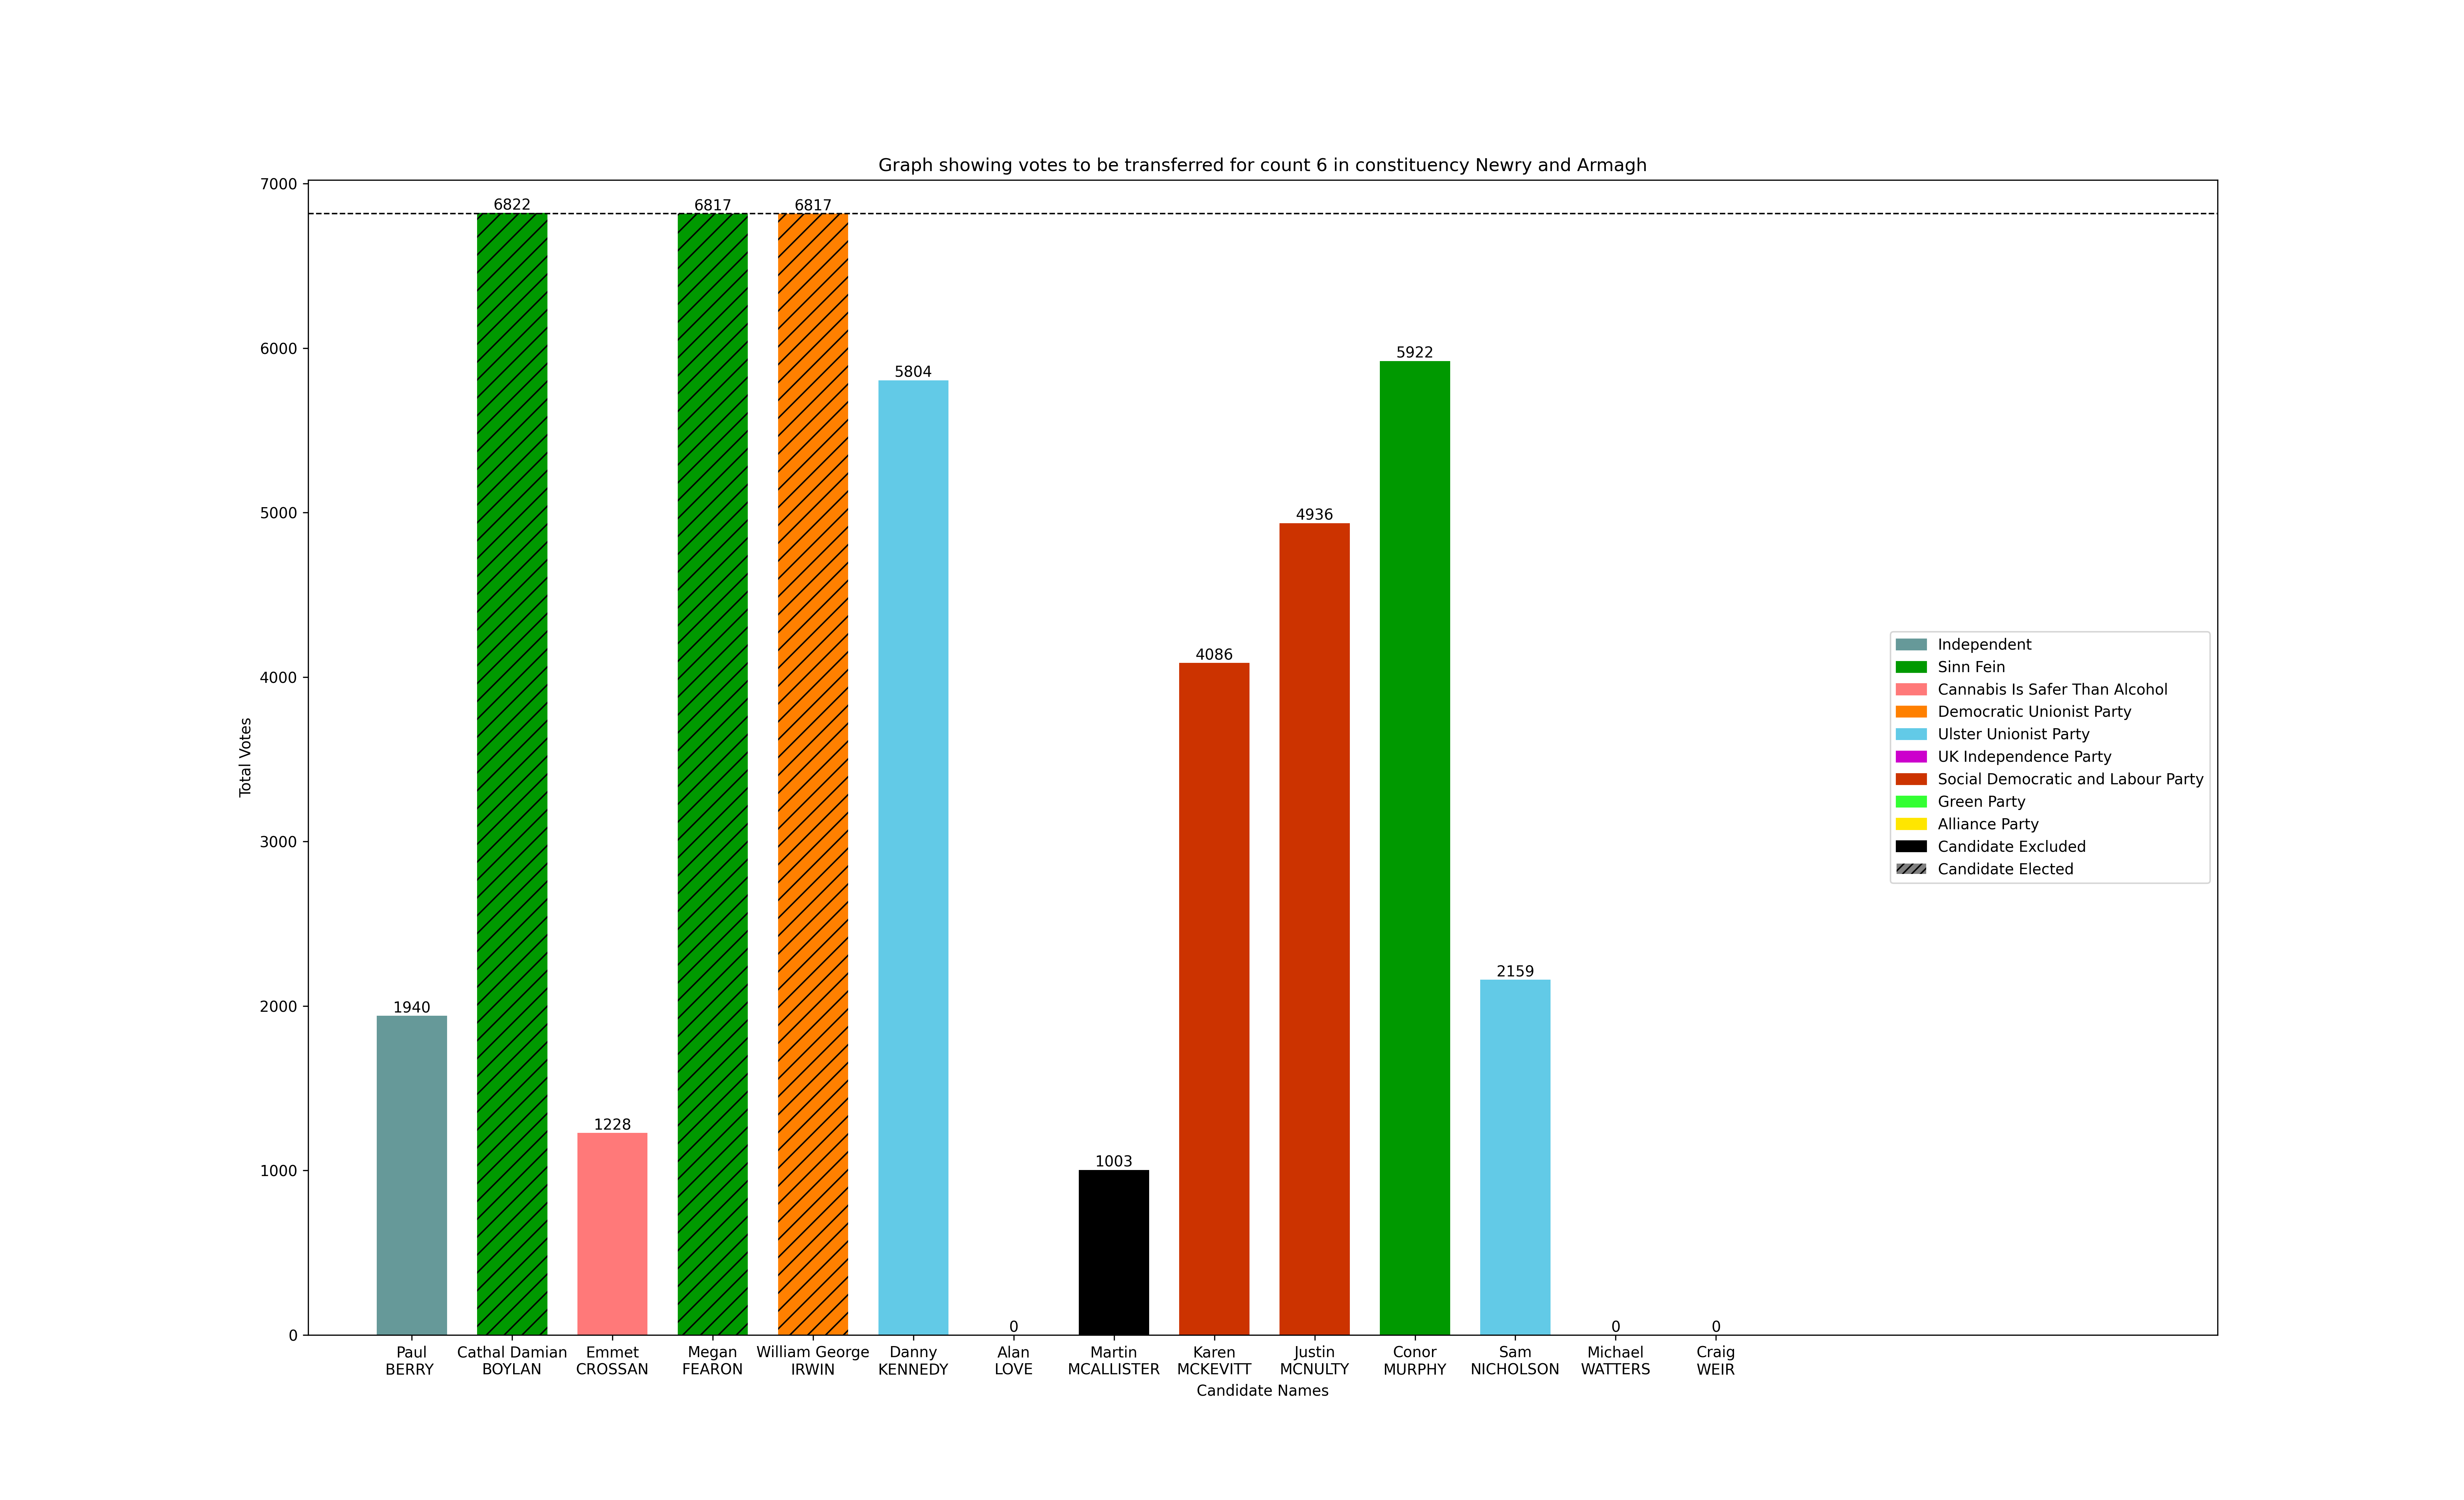 Graph showing votes to be transferred for count 6 in constituency Newry and Armagh
7000
6000
5000
4000
3000
2000
1000
0
Total Votes
6822
6817
6817
5804
5922
4936
4086
2159
1940
1228
1003
0
0
0
Independent
Sinn Fein
Cannabis Is Safer Than Alcohol
Democratic Unionist Party
Ulster Unionist Party
UK Independence Party
Social Democratic and Labour Party
Green Party
Alliance Party
Candidate Excluded
Candidate Elected
Paul
BERRY
Cathal Damian
BOYLAN
Emmet
CROSSAN
Megan
FEARON
William George
IRWIN
Danny
KENNEDY
Alan
LOVE
Martin
MCALLISTER
Karen
MCKEVITT
Justin
MCNULTY
Conor
MURPHY
Sam
NICHOLSON
Michael
WATTERS
Craig
WEIR
Candidate Names